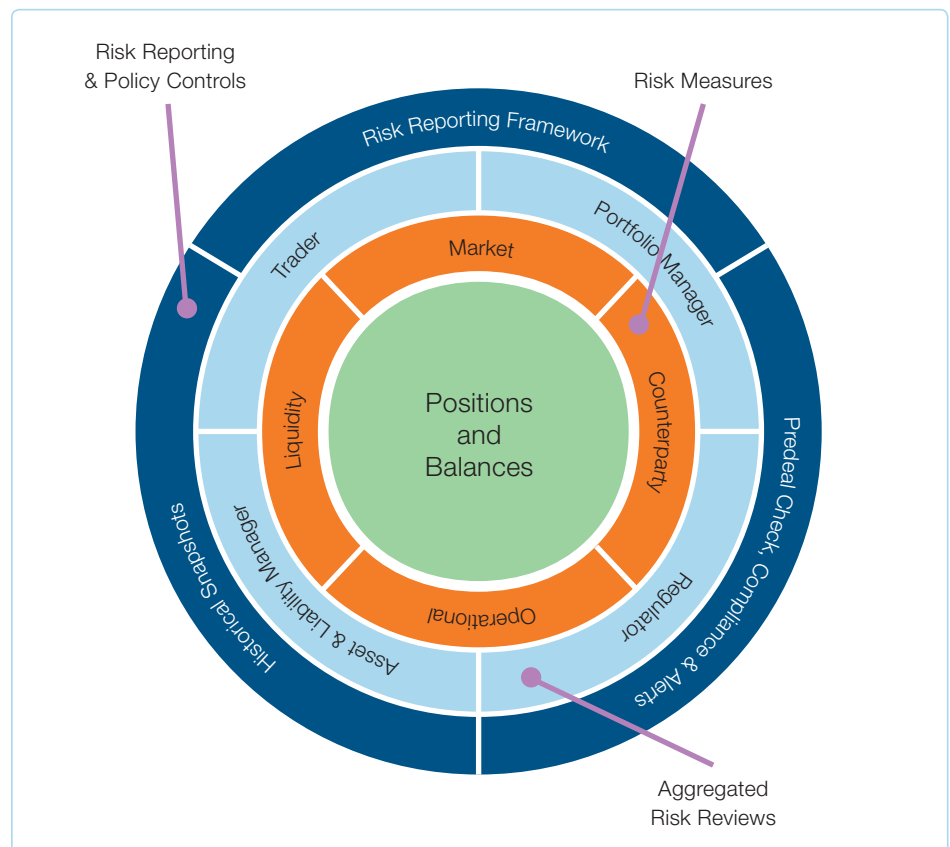 Risk Reporting
& Policy Controls
Risk Measures
Risk Reporting Framework
Trader
Portfolio Manager
Market
Liquidity
Counterparty
Positions
and
Balances
Operational
Asset & Liability Manager
Regulator
Historical Snapshots
Predeal Check, Compliance & Alerts
Aggregated
Risk Reviews